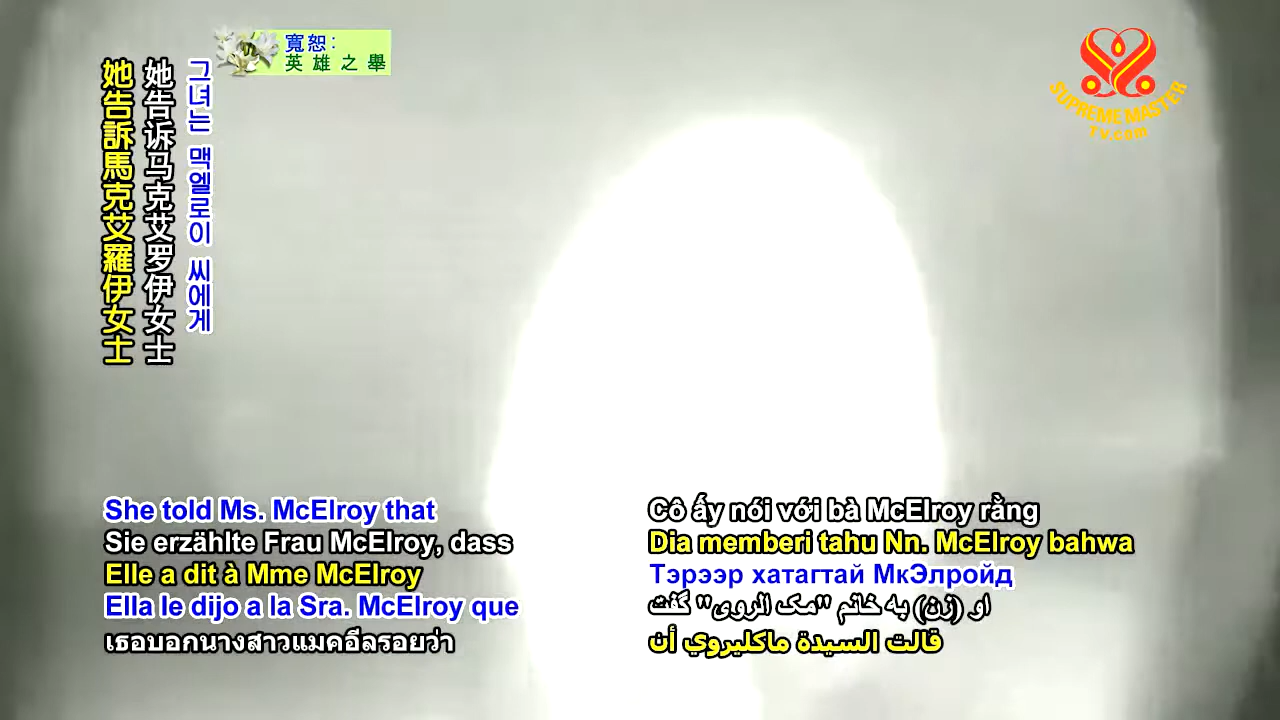 寬恕：
英雄之舉
SUPREME MASTER
Tv.com
그녀는 맥엘로이 씨에게
她告诉马克艾罗伊女士
她告訴馬克艾羅伊女士
She told Ms. McElroy that
Sie erzählte Frau McElroy, dass
Elle a dit à Mme McElroy
Ella le dijo a la Sra. McElroy que
เธอบอกนางสาวแมคอีลรอยว่า
Cô ấy nói với bà McElroy rằng
Dia memberi tahu Nn. McElroy bahwa
Тэрээр хатагтай МкЭлройд
او (زن) به خانم "مک الروی" گفت
قالت السيدة ماكليروي أن